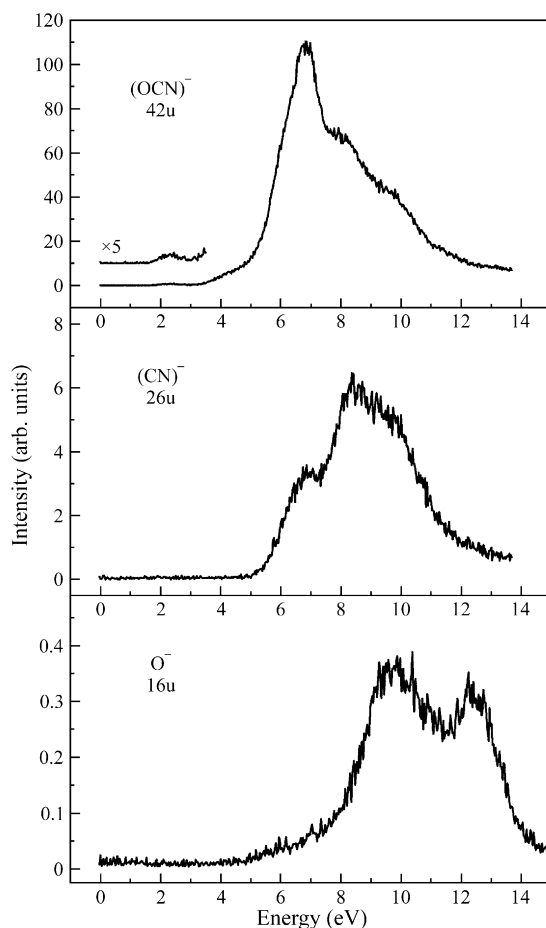 120
100
80
60
40
20
0
(OCN)⁻
42u
×5
0 2 4 6 8 10 12 14
8
6
4
2
0
(CN)⁻
26u
0 2 4 6 8 10 12 14
0.4
0.3
0.2
0.1
0
O⁻
16u
0 2 4 6 8 10 12 14
Intensity (arb. units)
Energy (eV)